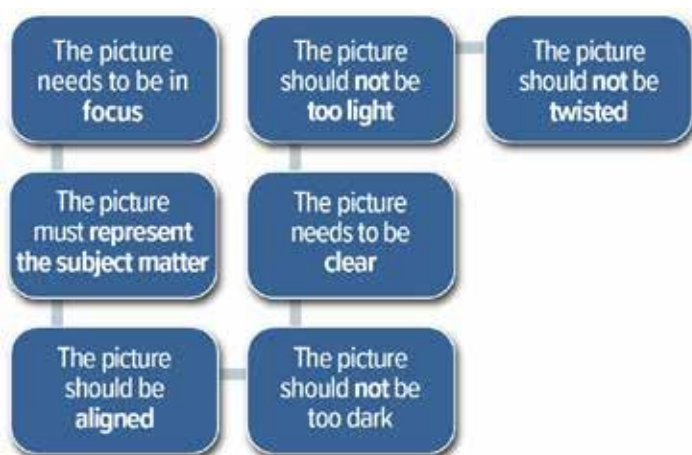 The picture
needs to be in
focus
The picture
must represent
the subject matter
The picture
should be
aligned
The picture
should not be
too dark
The picture
needs to be
clear
The picture
should not be
too light
The picture
should not be
twisted